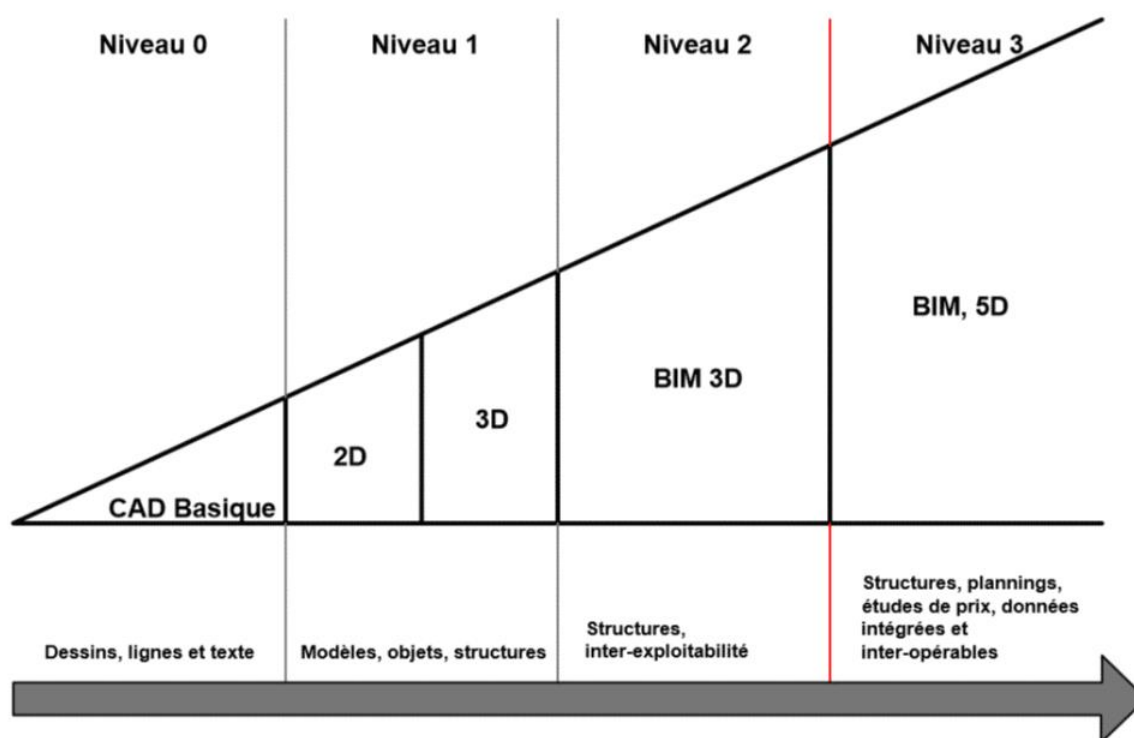 Niveau 0
Niveau 1
Niveau 2
Niveau 3
CAD Basique
2D
3D
BIM 3D
BIM, 5D
Dessins, lignes et texte
Modèles, objets, structures
Structures,
inter-exploitabilité
Structures, plannings,
études de prix, données
intégrées et
inter-opérables